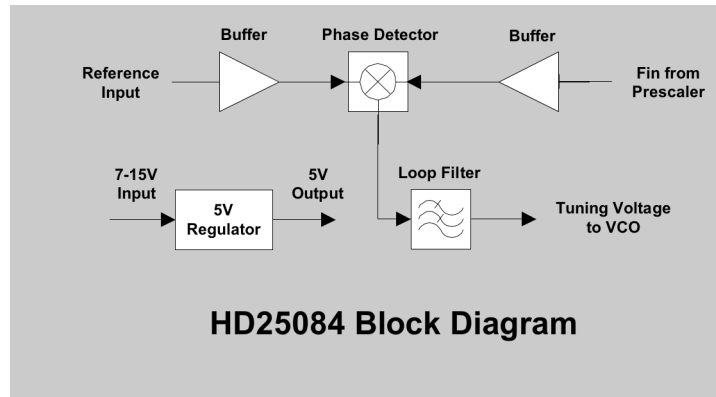 Buffer
Phase Detector
Buffer
Reference
Input
Fin from
Prescaler
7-15V
Input
5V
Output
Loop Filter
5V
Regulator
Tuning Voltage
to VCO
HD25084 Block Diagram